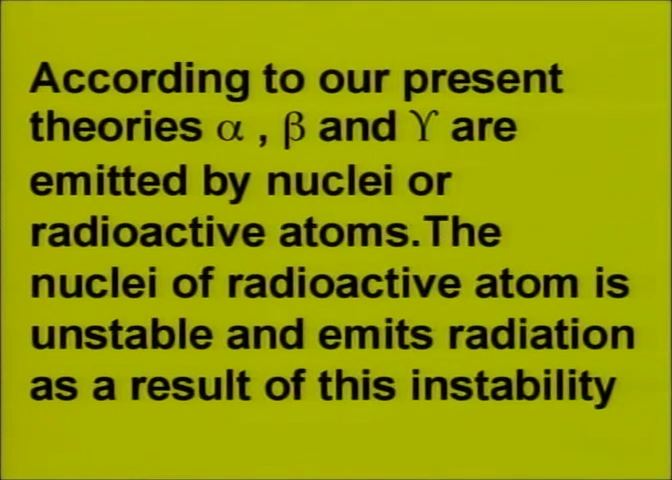 According to our present
theories α , β and ϒ are
emitted by nuclei or
radioactive atoms.The
nuclei of radioactive atom is
unstable and emits radiation
as a result of this instability